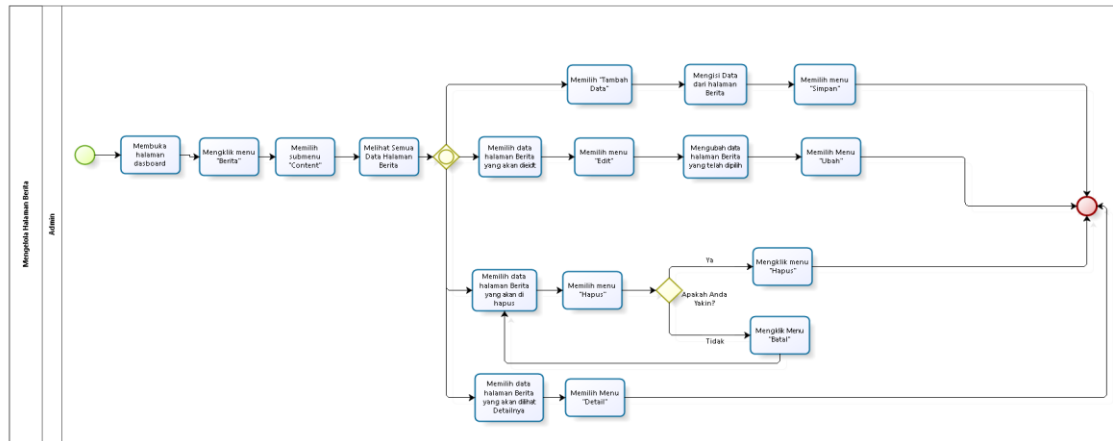 Mengelola Halaman Berita
Admin
Membuka
halaman
dasboard
Mengklik menu
"Berita"
Memilih
submenu
"Content"
Melihat Semua
Data Halaman
Berita
Memilih "Tambah
Data"
Mengisi Data
dari halaman
Berita
Memilih menu
"Simpan"
Memilih data
halaman Berita
yang akan dieidt
Memilih menu
"Edit"
Mengubah data
halaman Berita
yang telah dipilih
Memilih Menu
"Ubah"
Memilih data
halaman Berita
yang akan di
hapus
Memilih menu
"Hapus"
Apakah Anda
Yakin?
Ya
Mengklik menu
"Hapus"
Tidak
Mengklik Menu
"Batal"
Memilih data
halaman Berita
yang akan dilihat
Detailnya
Memilih Menu
"Detail"